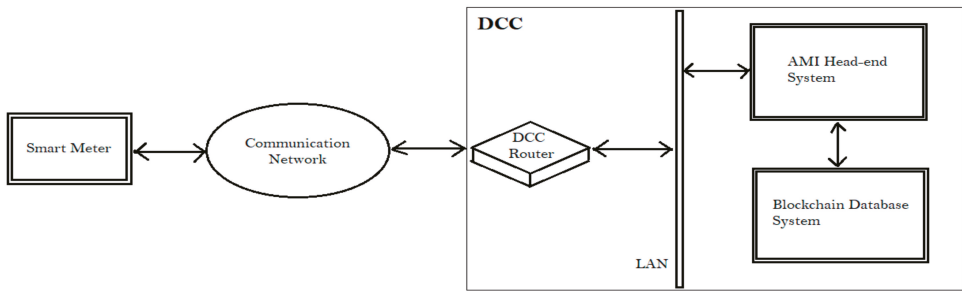 DCC
Smart Meter
Communication
Network
DCC
Router
LAN
AMI Head-end
System
Blockchain Database
System